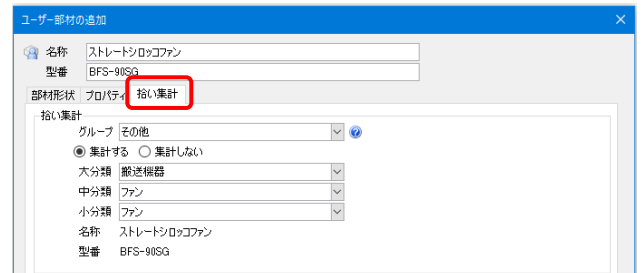 ユーザー部材の追加
名称 ストレートシロッコファン
型番 BFS-90SG
部材形状 プロパティ 拾い集計
拾い集計
グループ その他
集計する 集計しない
大分類 搬送機器
中分類 ファン
小分類 ファン
名称 ストレートシロッコファン
型番 BFS-90SG